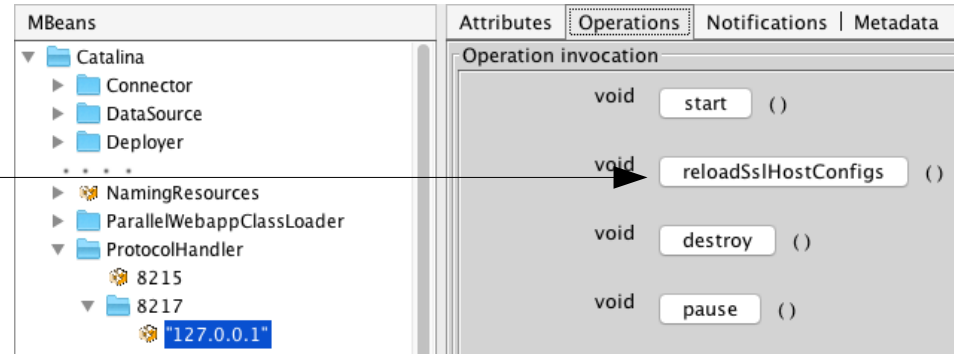 MBeans
Catalina
Connector
DataSource
Deployer
. . . .
NamingResources
ParallelWebappClassLoader
ProtocolHandler
8215
8217
"127.0.0.1"
Attributes Operations Notifications Metadata
Operation invocation
void start ()
void reloadSslHostConfigs ()
void destroy ()
void pause ()